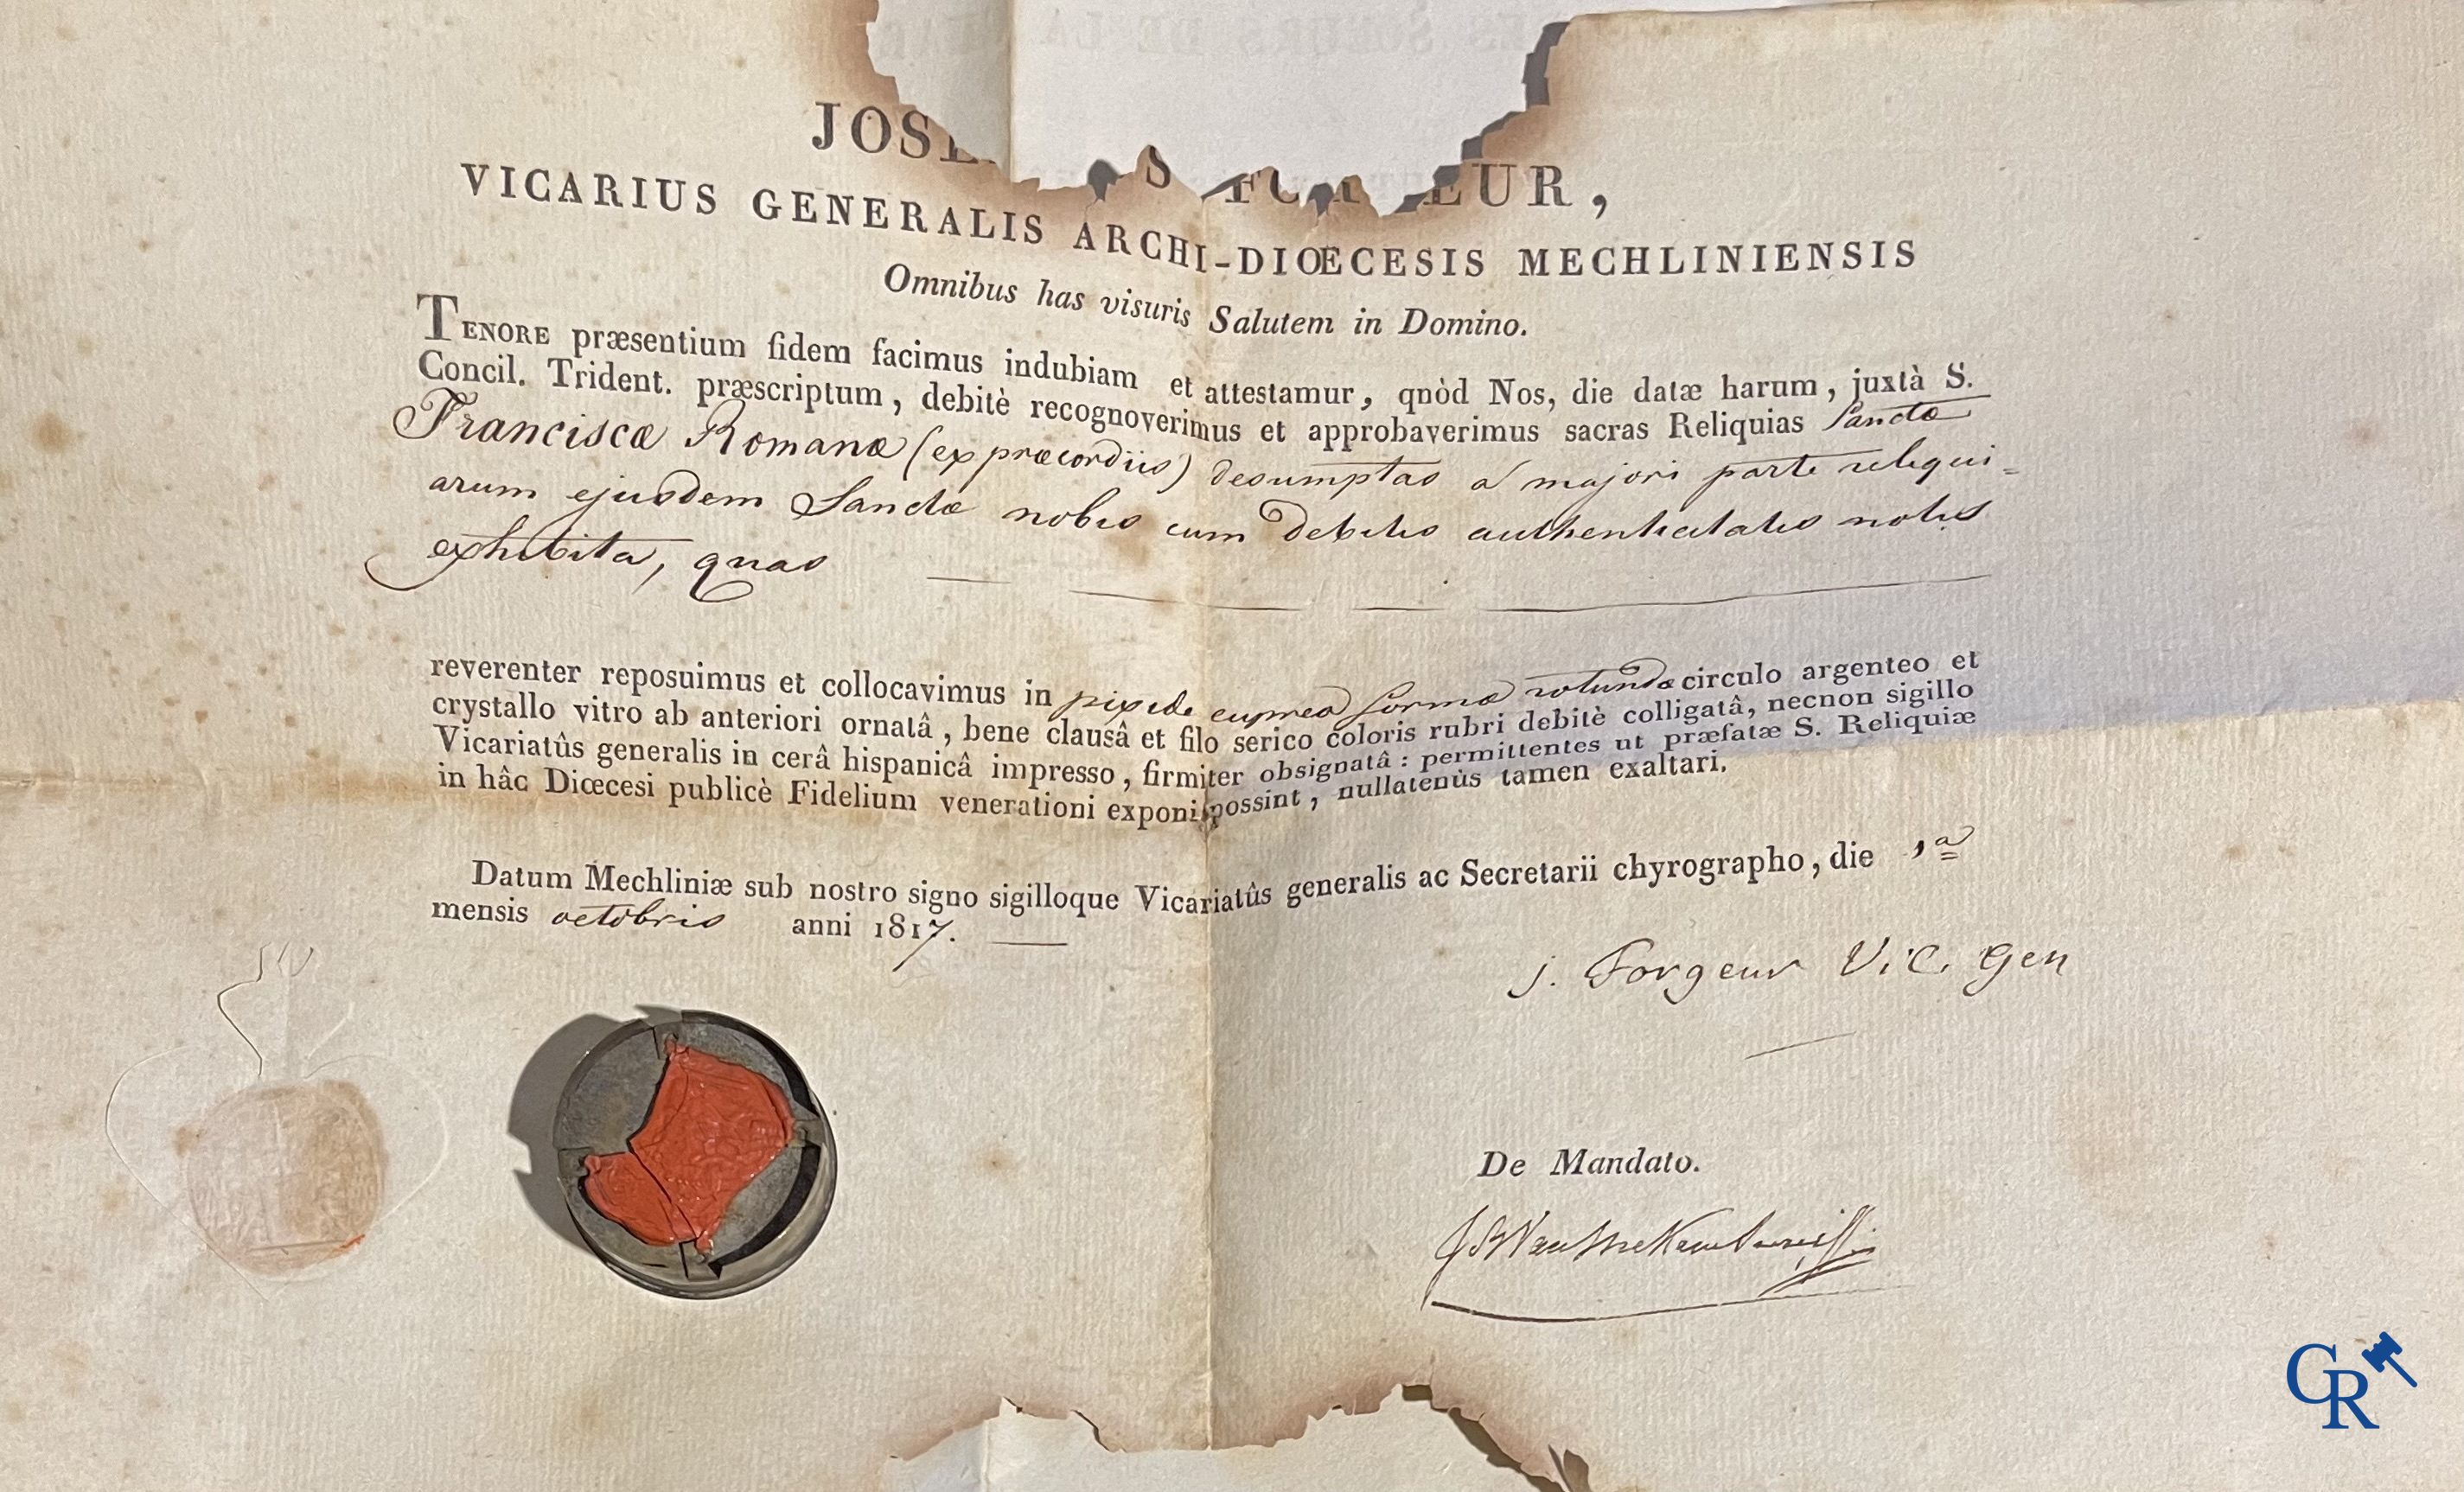 JOSE S FORGEUR,
VICARIUS GENERALIS ARCHI-DIŒCESIS MECHLINIENSIS
Omnibus has visuris Salutem in Domino.
TENORE præsentium fidem facimus indubiam et attestamur, quòd Nos, die datæ harum, juxtà S.
Concil. Trident. præscriptum, debitè recognoverimus et approbaverimus sacras Reliquias Sanctæ
Franciscæ Romanæ (ex præcordiis) desumptas a majori parte reliqui=
arum ejusdem Sanctæ nobis cum debitis authenticitatis notis
exhibita, quas
reverenter reposuimus et collocavimus in pixide cuprea formæ rotundæ circulo argenteo et
crystallo vitro ab anteriori ornatâ, bene clausâ et filo serico coloris rubri debitè colligatâ, necnon sigillo
Vicariatûs generalis in cerâ hispanicâ impresso, firmiter obsignatâ : permittentes ut præfatæ S. Reliquiæ
in hâc Diœcesi publicè Fidelium venerationi exponi possint, nullatenùs tamen exaltari.
Datum Mechliniæ sub nostro signo sigilloque Vicariatûs generalis ac Secretarii chyrographo, die 1a
mensis octobris anni 1817.
J. Forgeur Vic. Gen
De Mandato.
GR